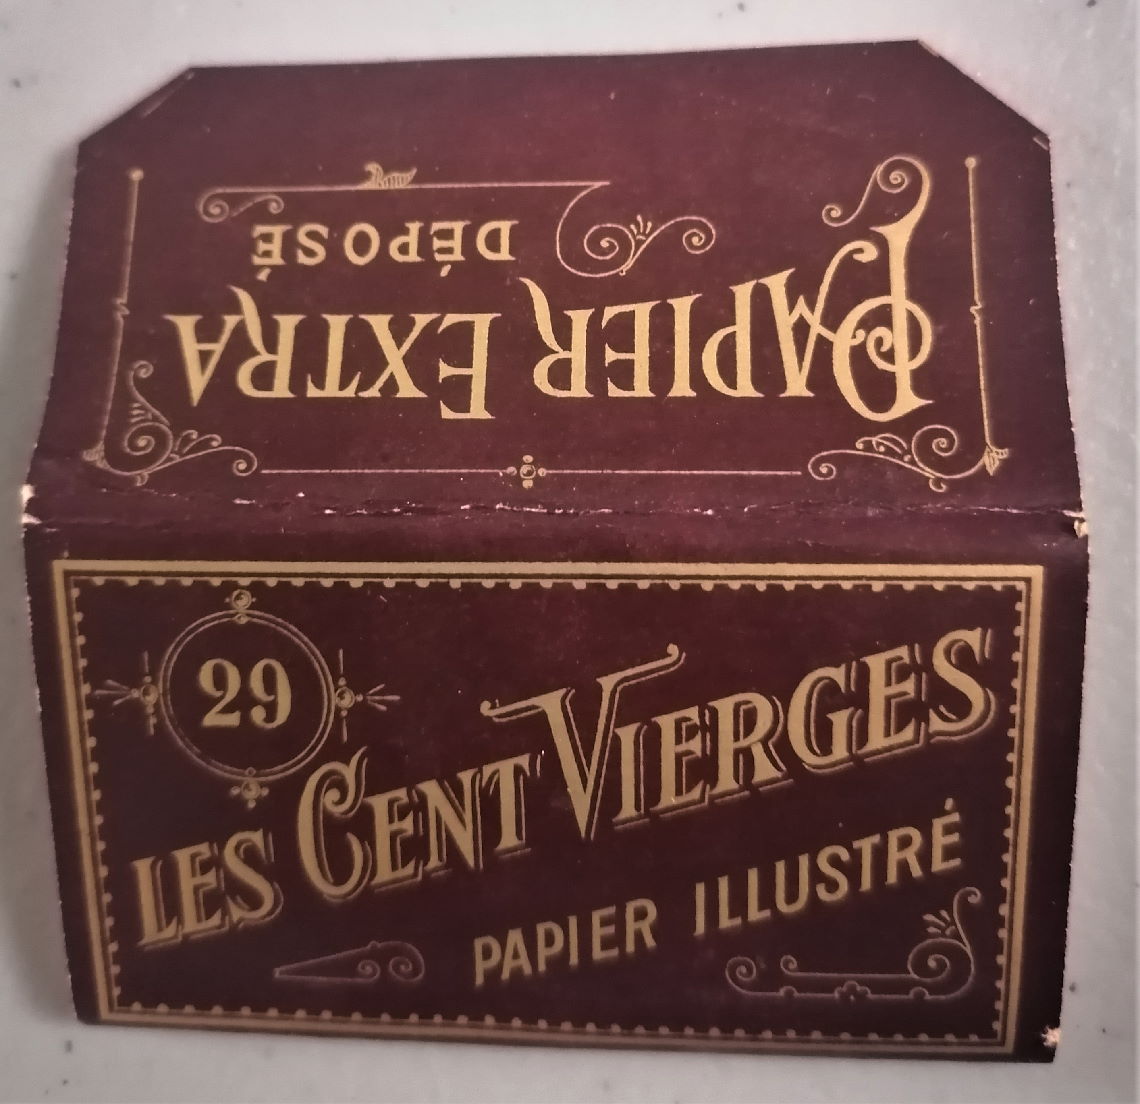 PAPIER EXTRA
DÉPOSÉ
29
LES CENT VIERGES
PAPIER ILLUSTRÉ